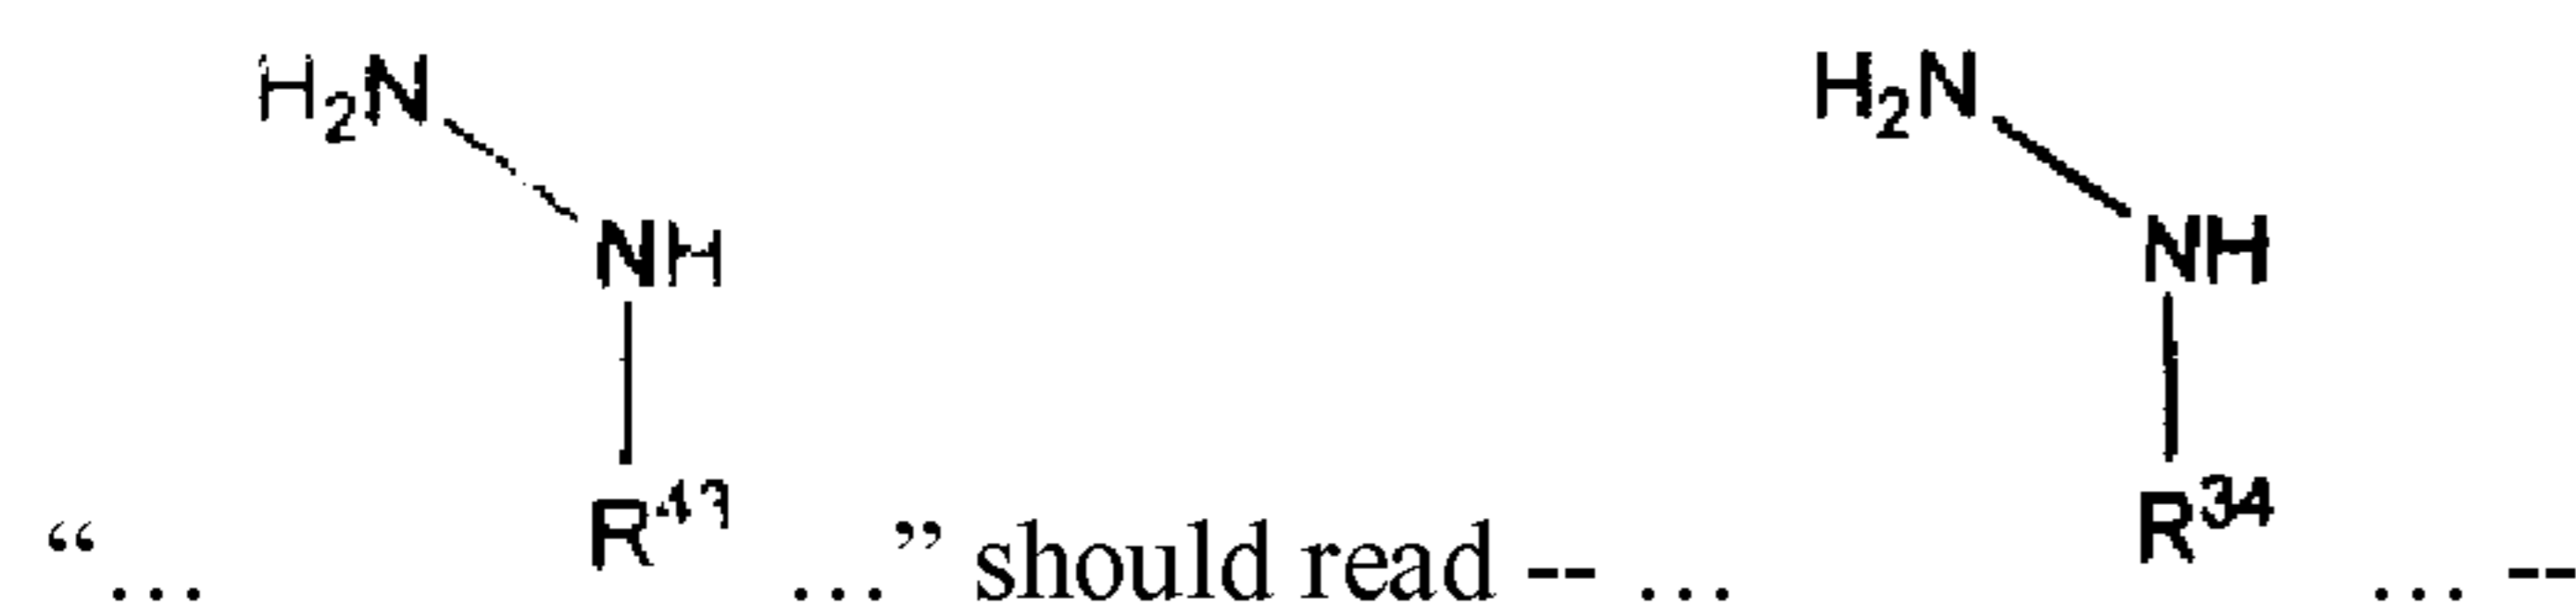 H₂N H₂N
NH NH
R R³⁴
“... ...” should read -- ... ... --